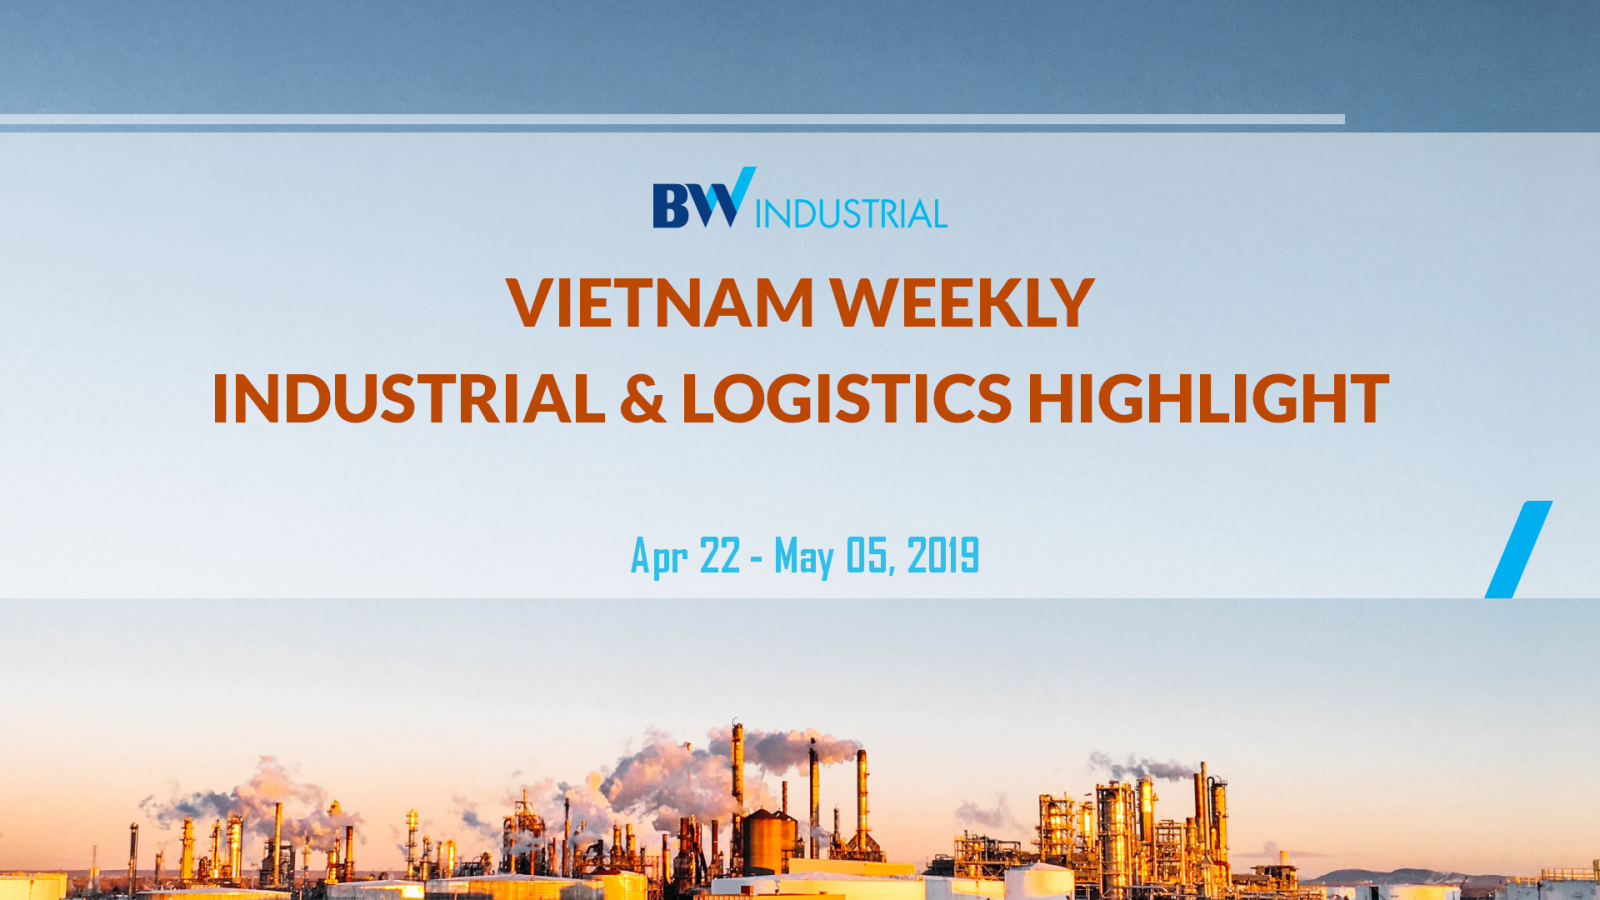 BW INDUSTRIAL
VIETNAM WEEKLY
INDUSTRIAL & LOGISTICS HIGHLIGHT
Apr 22 - May 05, 2019